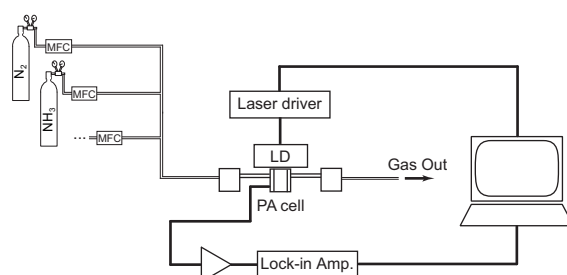 N₂
MFC
NH₃
MFC
... MFC
Laser driver
LD
Gas Out
PA cell
Lock-in Amp.